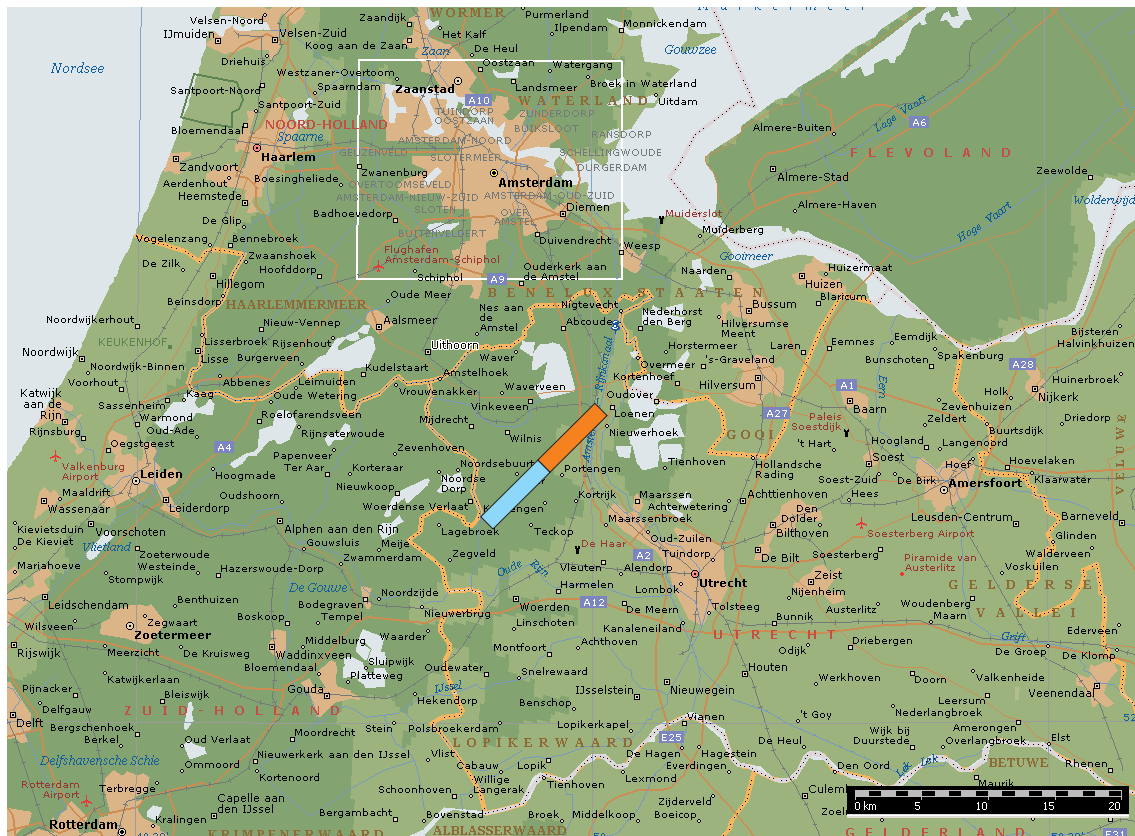 Velsen-Noord
Zaandijk
WORMER
Purmerland
Monnickendam
IJmuiden
Velsen-Zuid
Het Kalf
Ilpendam
Koog aan de Zaan
Zaan
De Heul
Gouwzee
Nordsee
Driehuis
Oostzaan
Watergang
Westzaner-Overtoom
Santpoort-Noord
Spaarndam
Zaanstad
Landsmeer
Broek in Waterland
A10
WATERLAND
Uitdam
Santpoort-Zuid
TUINDORP
OOSTZAAN
ZUNDERDORP
Lage Vaart
A6
Bloemendaal
NOORD-HOLLAND
BUIKSLOOT
RANSDORP
Almere-Buiten
Spaarne
AMSTERDAM-NOORD
Haarlem
GEUZENVELD
SLOTERMEER
SCHELLINGWOUDE
FLEVOLAND
Zandvoort
Zwanenburg
DURGERDAM
Almere-Stad
Zeewolde
Aerdenhout
Boesingheliede
OVERTOOMSEVELD
Amsterdam
Heemstede
AMSTERDAM-NIEUW-ZUID
AMSTERDAM-OUD-ZUID
Wolderwijd
De Glip
Badhoevedorp
SLOTEN
OVER
AMSTEL
Diemen
Muiderslot
Almere-Haven
Hoge Vaart
Vogelenzang
Bennebroek
BUITENVELDERT
Duivendrecht
Weesp
Muiderberg
De Zilk
Zwaanshoek
Flughafen
Amsterdam-Schiphol
Gooimeer
Hoofddorp
Schiphol
Ouderkerk aan
de Amstel
Naarden
Huizermaat
Hillegom
A9
Huizen
Beinsdorp
HAARLEMMERMEER
Oude Meer
BENELUX STAATEN
Blaricum
Noordwijkerhout
Nieuw-Vennep
Aalsmeer
Nes aan
de
Amstel
Nigtevecht
Nederhorst
den Berg
Bussum
Abcoude
Hilversumse
Meent
Bijsteren
KEUKENHOF
Lisserbroek
Rijsenhout
Uithoorn
Horstermeer
Laren
Eemnes
Eemdijk
Halvinkhuizen
Noordwijk
Lisse
Burgerveen
Waver
's-Graveland
Bunschoten
Spakenburg
Noordwijk-Binnen
Kudelstaart
Amstelhoek
Overmeer
A28
Voorhout
Abbenes
Leimuiden
Waverveen
Kortenhoef
Hilversum
A1
Eem
Huinerbroek
Katwijk
aan de
Rijn
Kaag
Oude Wetering
Vrouwenakker
Oudover
Baarn
Holk
Nijkerk
Sassenheim
Roelofarendsveen
Vinkeveen
Loenen
A27
Paleis
Soestdijk
Zevenhuizen
Warmond
Mijdrecht
Zeldert
Driedorp
Rijnsburg
Oud-Ade
Rijnsaterwoude
Wilnis
Nieuwerhoek
GOOI
't Hart
Hoogland
Buurtsdijk
Oegstgeest
A4
Zevenhoven
Langenoord
VELUWE
Valkenburg
Airport
Papenveer
Noordsebuurt
Portengen
Tienhoven
Hollandsche
Rading
Soest
Hoef
Hoevelaken
Leiden
Hoogmade
Ter Aar
Korteraar
Noordse
Dorp
Soest-Zuid
De Birk
Klaarwater
Maaldrift
Oudshoorn
Nieuwkoop
Kortrijk
Maarssen
Achttienhoven
Hees
Amersfoort
Wassenaar
Leiderdorp
Woerdense Verlaat
Achterwetering
Den
Dolder
Kievietsduin
Voorschoten
Alphen aan den Rijn
Lagebroek
Teckop
Maarssenbroek
Bilthoven
Leusden-Centrum
Barneveld
De Kieviet
Gouwsluis
Meije
De Haar
Oud-Zuilen
Soesterberg Airport
Glinden
Vlietland
Zoeterwoude
Zwammerdam
Zegveld
A2
Tuindorp
De Bilt
Soesterberg
Walderveen
Mariahoeve
Westeinde
Hazerswoude-Dorp
Oude Rijn
Vleuten
Alendorp
Piramide van
Austerlitz
Voskuilen
Stompwijk
De Gouwe
Harmelen
Lombok
Utrecht
Zeist
GELDERSE
Leidschendam
Benthuizen
Bodegraven
Noordzijde
Woerden
A12
De Meern
Tolsteeg
Nijenheim
Austerlitz
Woudenberg
VALLEI
Wilsveen
Zegwaart
Boskoop
Tempel
Nieuwerbrug
Linschoten
Kanaleneiland
Bunnik
Maarn
Zoetermeer
Waarder
UTRECHT
Ederveen
Rijswijk
Meerzicht
De Kruisweg
Middelburg
Waddinxveen
Montfoort
Achthoven
Odijk
Driebergen
Grift
De Groep
De Klomp
Bloemendaal
Sluipwijk
Oudewater
Snelrewaard
Houten
Katwijkerlaan
Platteweg
Werkhoven
Doorn
Valkenheide
Pijnacker
Bleiswijk
Gouda
IJssel
IJsselstein
Nieuwegein
Veenendaal
Delfgauw
ZUID-HOLLAND
Hekendorp
Benschop
Leersum
Delft
Bergschenhoek
Moordrecht
Stein
Polsbroekerdam
Lopikerkapel
Vianen
't Goy
Nederlangbroek
52
Berkel
Oud Verlaat
LOPIKERWAARD
E25
De Heul
Wijk bij
Duurstede
Amerongen
Overlangbroek
Elst
Delfshavensche Schie
Nieuwerkerk aan den IJssel
Vlist
De Hagen
Hagestein
BETUWE
Ommoord
Cabauw
Lopik
Everdingen
Den Oord
Lek
Lek
Rhenen
Rotterdam
Airport
Kortenoord
Willige
Langerak
Lexmond
Maurik
Terbregge
Schoonhoven
Tienhoven
Culem
Capelle aan
den IJssel
Zijderveld
Zoel
0 km
5
10
15
20
Kralingen
Bergambacht
Bovenstad
Broek
Middelkoop
Boeicop
Rotterdam
KRIMPENERWAARD
ALBLASSERWAARD
GELDERLAND
E31